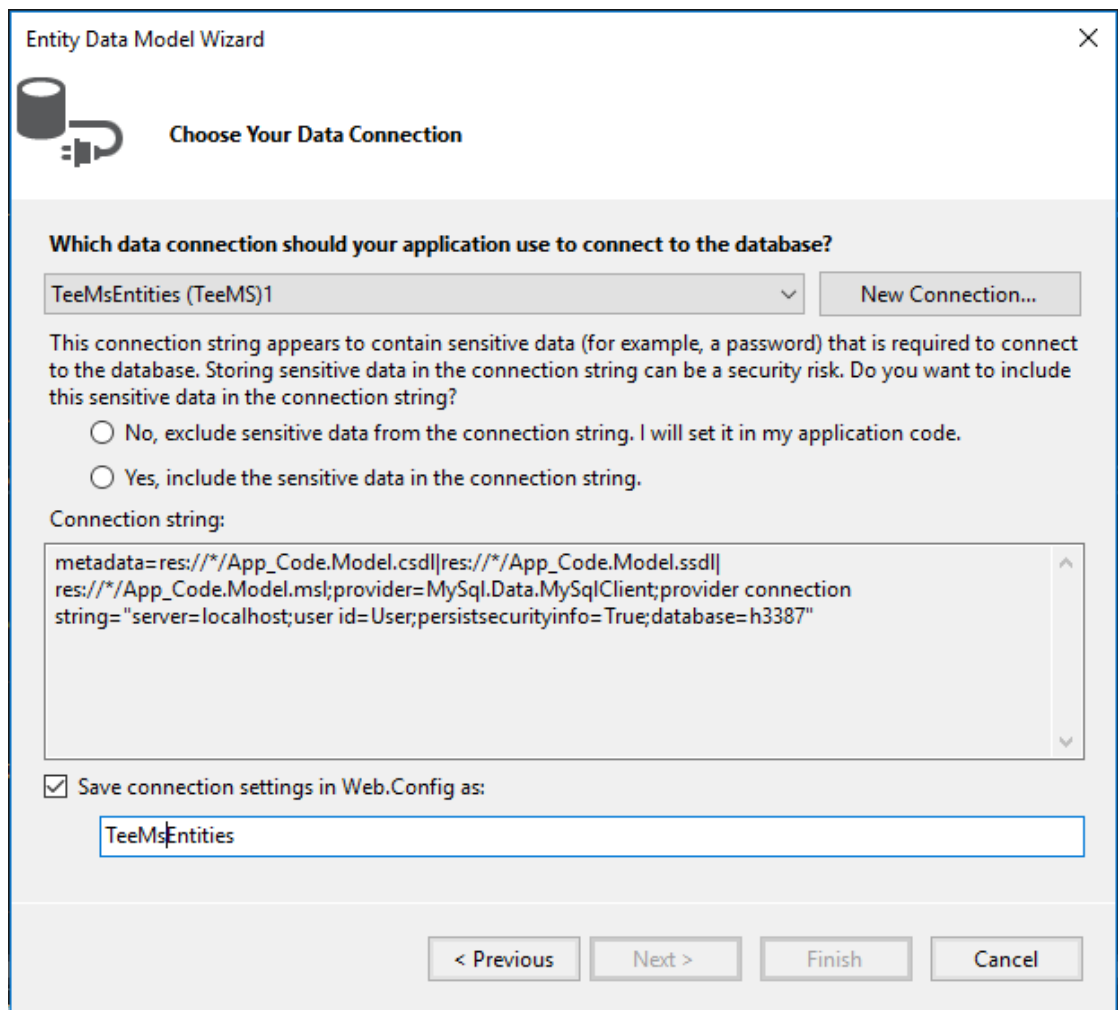 Entity Data Model Wizard
Choose Your Data Connection
Which data connection should your application use to connect to the database?
TeeMsEntities (TeeMS)1
New Connection...
This connection string appears to contain sensitive data (for example, a password) that is required to connect
to the database. Storing sensitive data in the connection string can be a security risk. Do you want to include
this sensitive data in the connection string?
No, exclude sensitive data from the connection string. I will set it in my application code.
Yes, include the sensitive data in the connection string.
Connection string:
metadata=res://*/App_Code.Model.csdl|res://*/App_Code.Model.ssdl|
res://*/App_Code.Model.msl;provider=MySql.Data.MySqlClient;provider connection
string="server=localhost;user id=User;persistsecurityinfo=True;database=h3387"
Save connection settings in Web.Config as:
TeeMsEntities
< Previous
Next >
Finish
Cancel